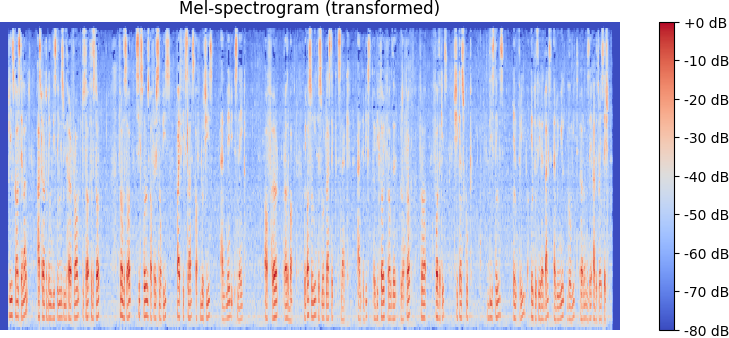 Mel-spectrogram (transformed)
+0 dB
-10 dB
-20 dB
-30 dB
-40 dB
-50 dB
-60 dB
-70 dB
-80 dB